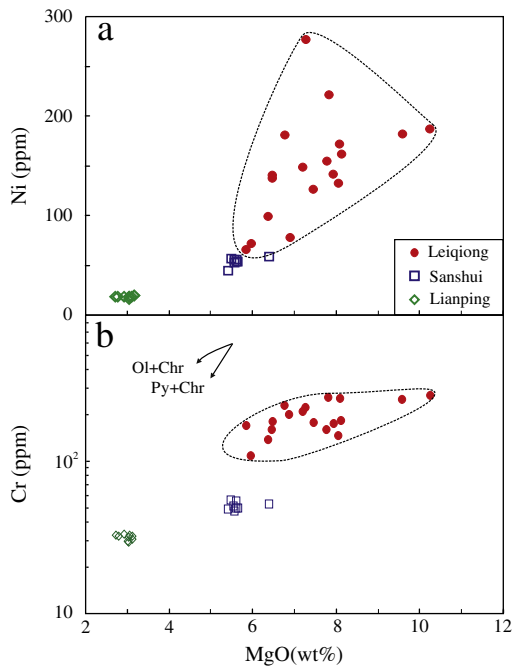 a
300
200
100
50
0
Ni (ppm)
Leiqiong
Sanshui
Lianping
b
Ol+Chr
Py+Chr
10²
10
Cr (ppm)
2
4
6
8
10
12
MgO(wt%)